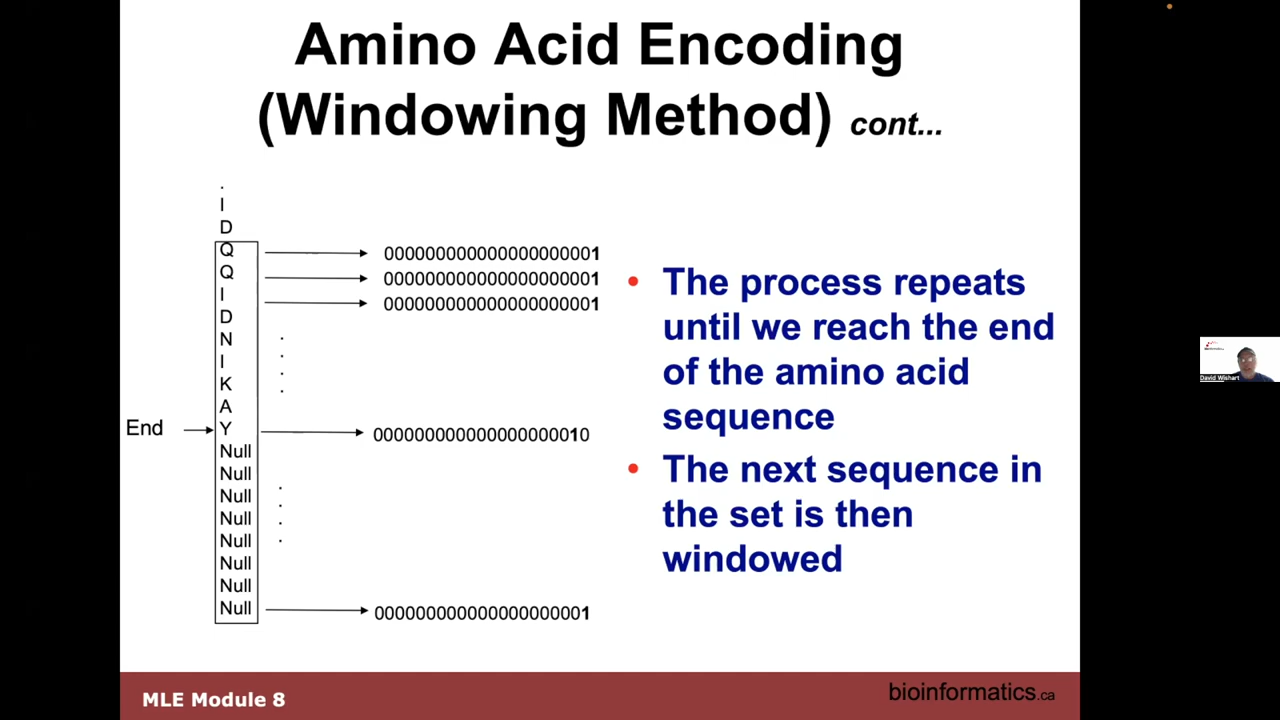 Amino Acid Encoding
(Windowing Method) cont...
.
I
D
Q 000000000000000000001
Q 000000000000000000001
I 000000000000000000001
D
N
I
K
A
End Y 000000000000000000010
Null
Null
Null
Null
Null
Null
Null
Null 000000000000000000001
• The process repeats
until we reach the end
of the amino acid
sequence
• The next sequence in
the set is then
windowed
David Wishart
MLE Module 8
bioinformatics.ca